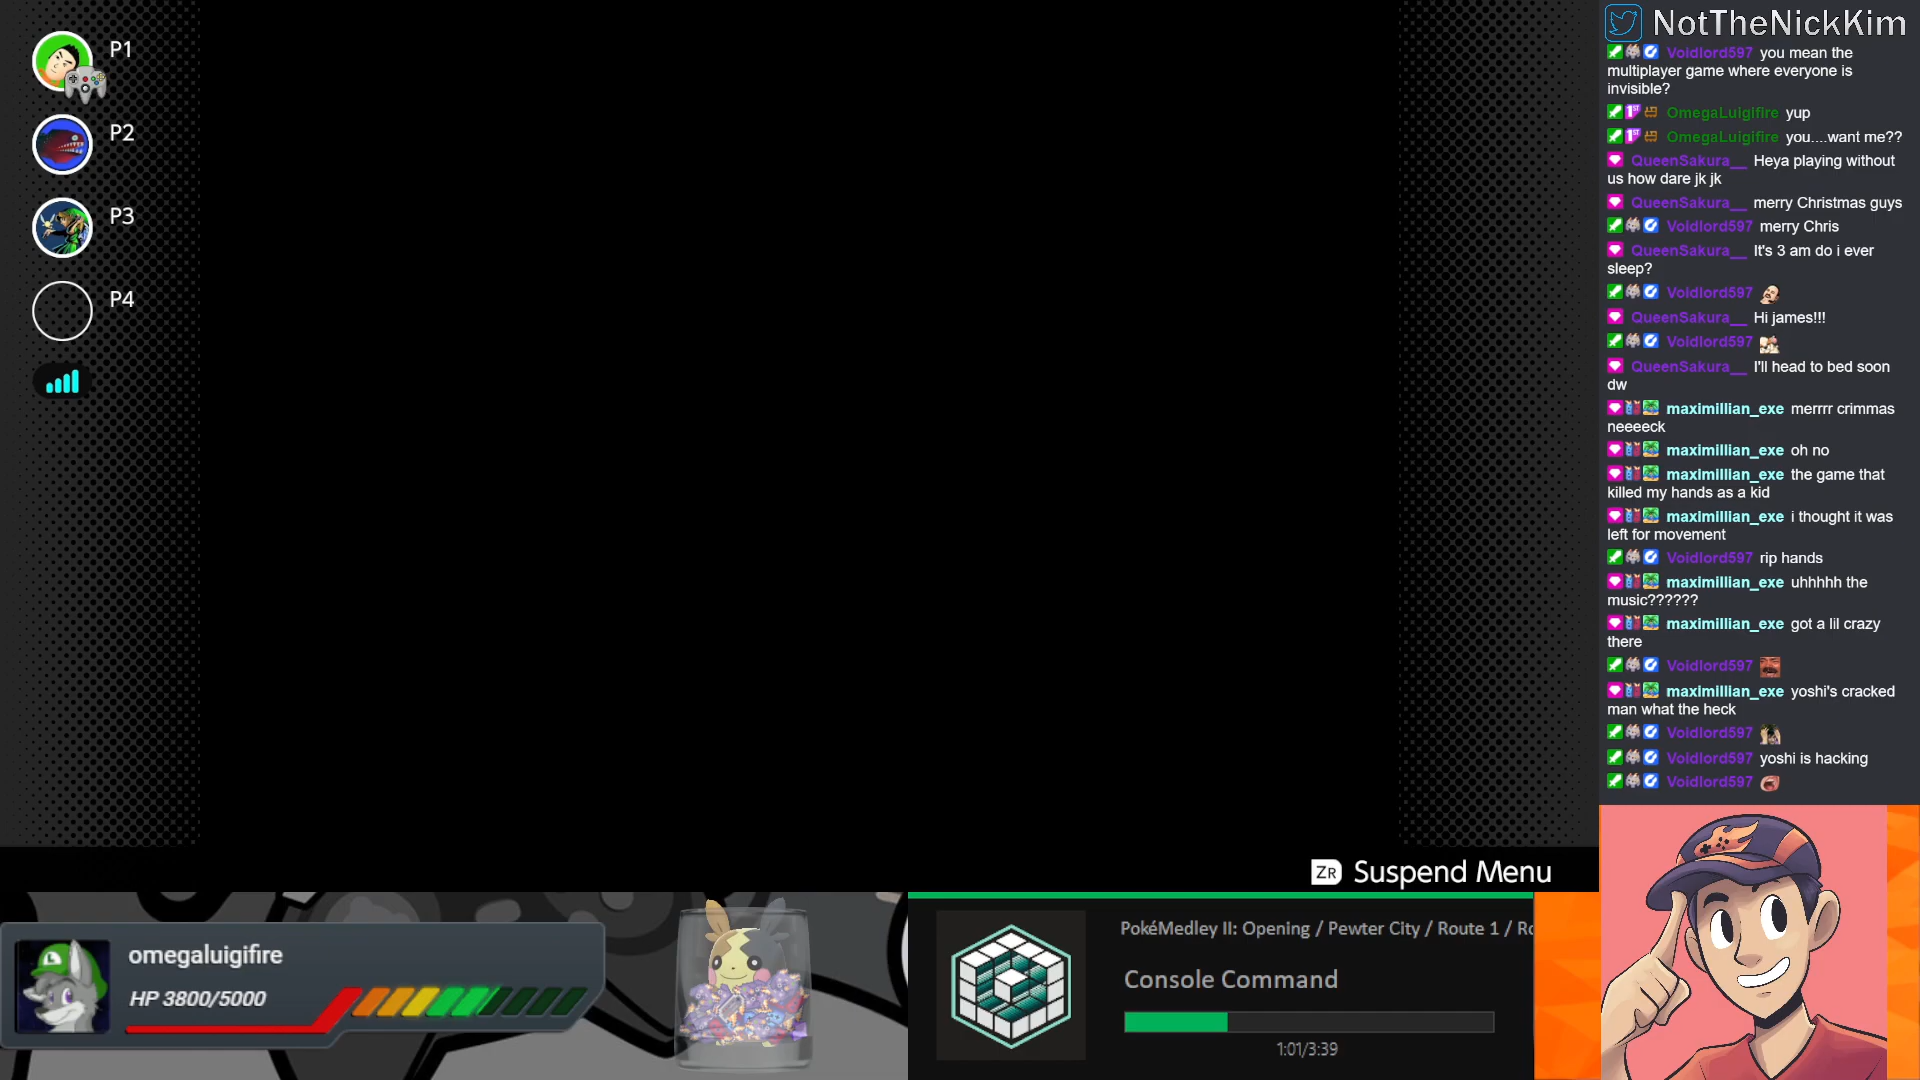 P1
P2
P3
P4
ZR Suspend Menu
NotTheNickKim
Voidlord597 you mean the
multiplayer game where everyone is
invisible?
1ST OmegaLuigifire yup
1ST OmegaLuigifire you....want me??
QueenSakura__ Heya playing without
us how dare jk jk
QueenSakura__ merry Christmas guys
Voidlord597 merry Chris
QueenSakura__ It's 3 am do i ever
sleep?
Voidlord597
QueenSakura__ Hi james!!!
Voidlord597
QueenSakura__ I'll head to bed soon
dw
maximillian_exe merrrr crimmas
neeeeck
maximillian_exe oh no
maximillian_exe the game that
killed my hands as a kid
maximillian_exe i thought it was
left for movement
Voidlord597 rip hands
maximillian_exe uhhhhh the
music??????
maximillian_exe got a lil crazy
there
Voidlord597
maximillian_exe yoshi's cracked
man what the heck
Voidlord597
Voidlord597 yoshi is hacking
Voidlord597
omegaluigifire
HP 3800/5000
PokéMedley II: Opening / Pewter City / Route 1 / Ro
Console Command
1:01/3:39